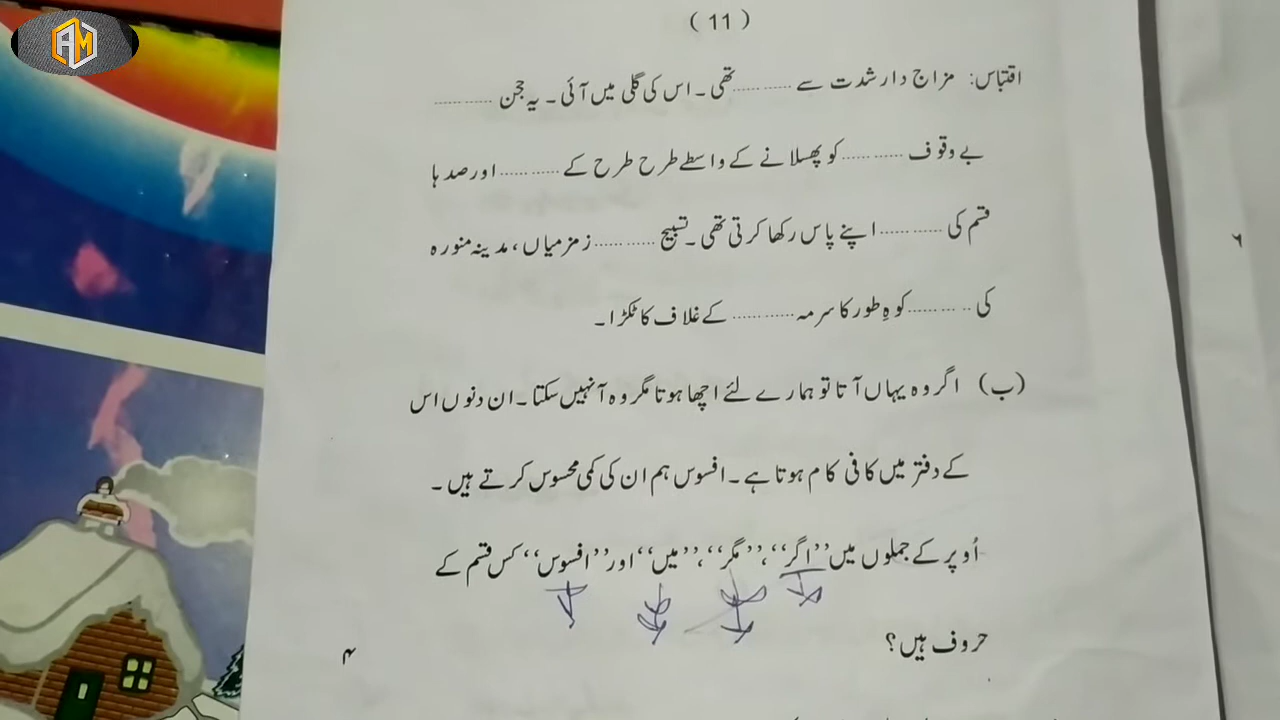 AM
( 11 )
اقتباس: مزاج دار شدت سے ............ تھی۔ اس کی گلی میں آئی۔ یہ جن ............
بے وقوف ............ کو پھسلانے کے واسطے طرح طرح کے ............ اور صدہا
قسم کی ............ اپنے پاس رکھا کرتی تھی۔ تسبیح ............ زمزمیاں، مدینہ منورہ
کی ............ کوہِ طور کا سرمہ ............ کے غلاف کا ٹکڑا۔
۶
(ب) اگر وہ یہاں آتا تو ہمارے لئے اچھا ہوتا مگر وہ آ نہیں سکتا۔ ان دنوں اس
کے دفتر میں کافی کام ہوتا ہے۔ افسوس ہم ان کی کمی محسوس کرتے ہیں۔
اُوپر کے جملوں میں ’’اگر‘‘، ’’مگر‘‘، ’’میں‘‘ اور ’’افسوس‘‘ کس قسم کے
حروف ہیں؟
۴